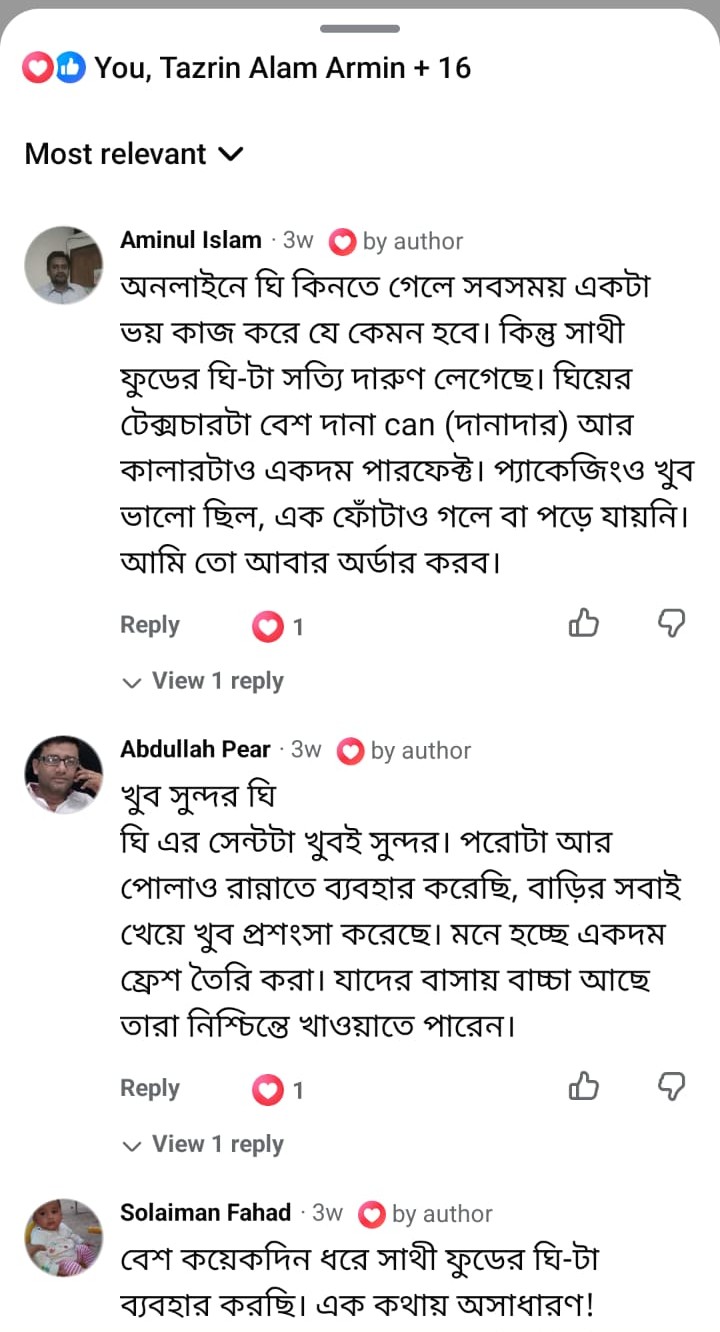 You, Tazrin Alam Armin + 16
Most relevant
Aminul Islam · 3w by author
অনলাইনে ঘি কিনতে গেলে সবসময় একটা
ভয় কাজ করে যে কেমন হবে। কিন্তু সাথী
ফুডের ঘি-টা সত্যি দারুণ লেগেছে। ঘিয়ের
টেক্সচারটা বেশ দানা can (দানাদার) আর
কালারটাও একদম পারফেক্ট। প্যাকেজিংও খুব
ভালো ছিল, এক ফোঁটাও গলে বা পড়ে যায়নি।
আমি তো আবার অর্ডার করব।
Reply 1
View 1 reply
Abdullah Pear · 3w by author
খুব সুন্দর ঘি
ঘি এর সেন্টটা খুবই সুন্দর। পরোটা আর
পোলাও রান্নাতে ব্যবহার করেছি, বাড়ির সবাই
খেয়ে খুব প্রশংসা করেছে। মনে হচ্ছে একদম
ফ্রেশ তৈরি করা। যাদের বাসায় বাচ্চা আছে
তারা নিশ্চিন্তে খাওয়াতে পারেন।
Reply 1
View 1 reply
Solaiman Fahad · 3w by author
বেশ কয়েকদিন ধরে সাথী ফুডের ঘি-টা
ব্যবহার করছি। এক কথায় অসাধারণ!